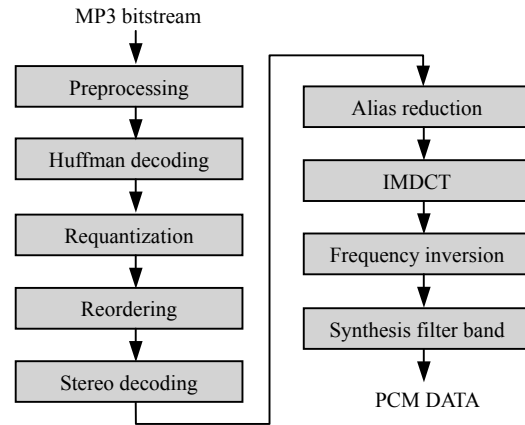 MP3 bitstream
Preprocessing
Huffman decoding
Requantization
Reordering
Stereo decoding
Alias reduction
IMDCT
Frequency inversion
Synthesis filter band
PCM DATA